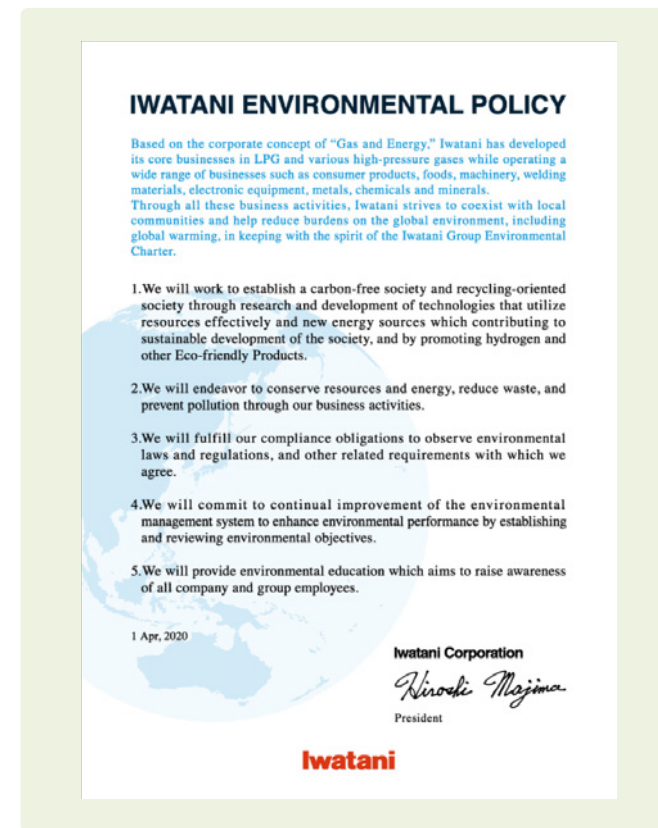 IWATANI ENVIRONMENTAL POLICY
Based on the corporate concept of “Gas and Energy,” Iwatani has developed
its core businesses in LPG and various high-pressure gases while operating a
wide range of businesses such as consumer products, foods, machinery, welding
materials, electronic equipment, metals, chemicals and minerals.
Through all these business activities, Iwatani strives to coexist with local
communities and help reduce burdens on the global environment, including
global warming, in keeping with the spirit of the Iwatani Group Environmental
Charter.
1.We will work to establish a carbon-free society and recycling-oriented
society through research and development of technologies that utilize
resources effectively and new energy sources which contributing to
sustainable development of the society, and by promoting hydrogen and
other Eco-friendly Products.
2.We will endeavor to conserve resources and energy, reduce waste, and
prevent pollution through our business activities.
3.We will fulfill our compliance obligations to observe environmental
laws and regulations, and other related requirements with which we
agree.
4.We will commit to continual improvement of the environmental
management system to enhance environmental performance by establishing
and reviewing environmental objectives.
5.We will provide environmental education which aims to raise awareness
of all company and group employees.
1 Apr, 2020
Iwatani Corporation
Hiroshi Majima
President
Iwatani